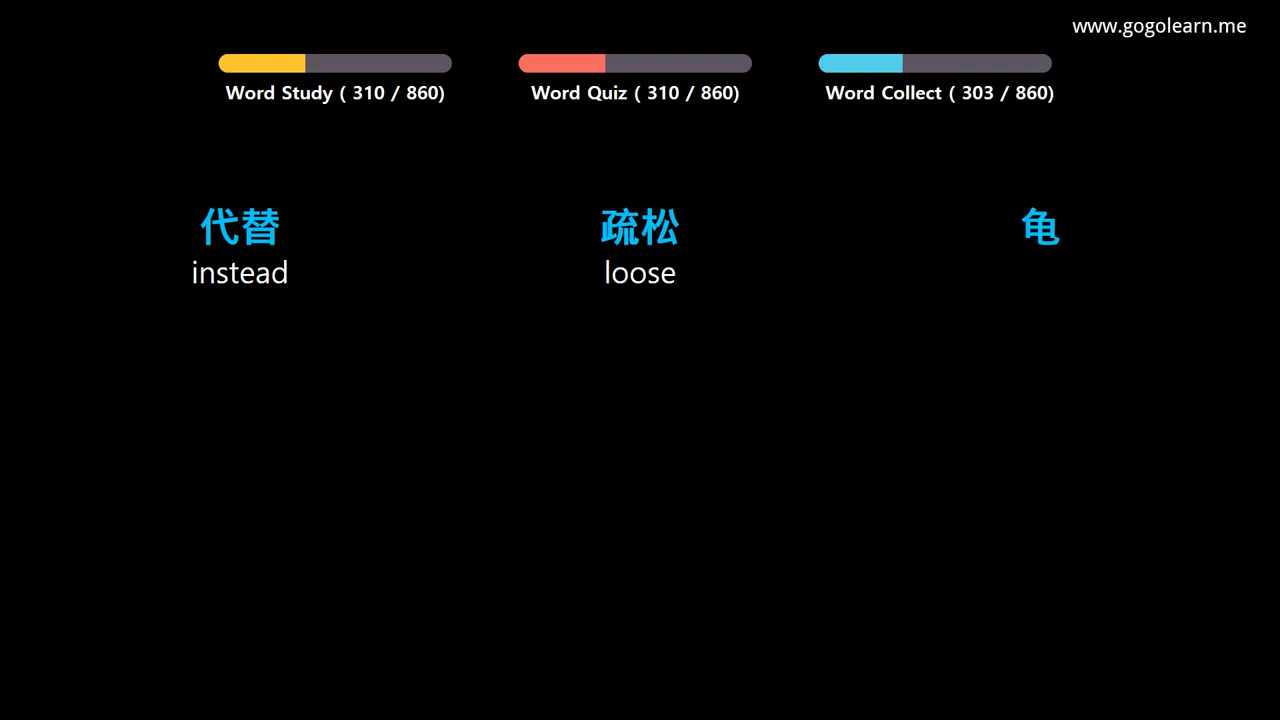 www.gogolearn.me
Word Study ( 310 / 860)
Word Quiz ( 310 / 860)
Word Collect ( 303 / 860)
代替
疏松
龟
instead
loose